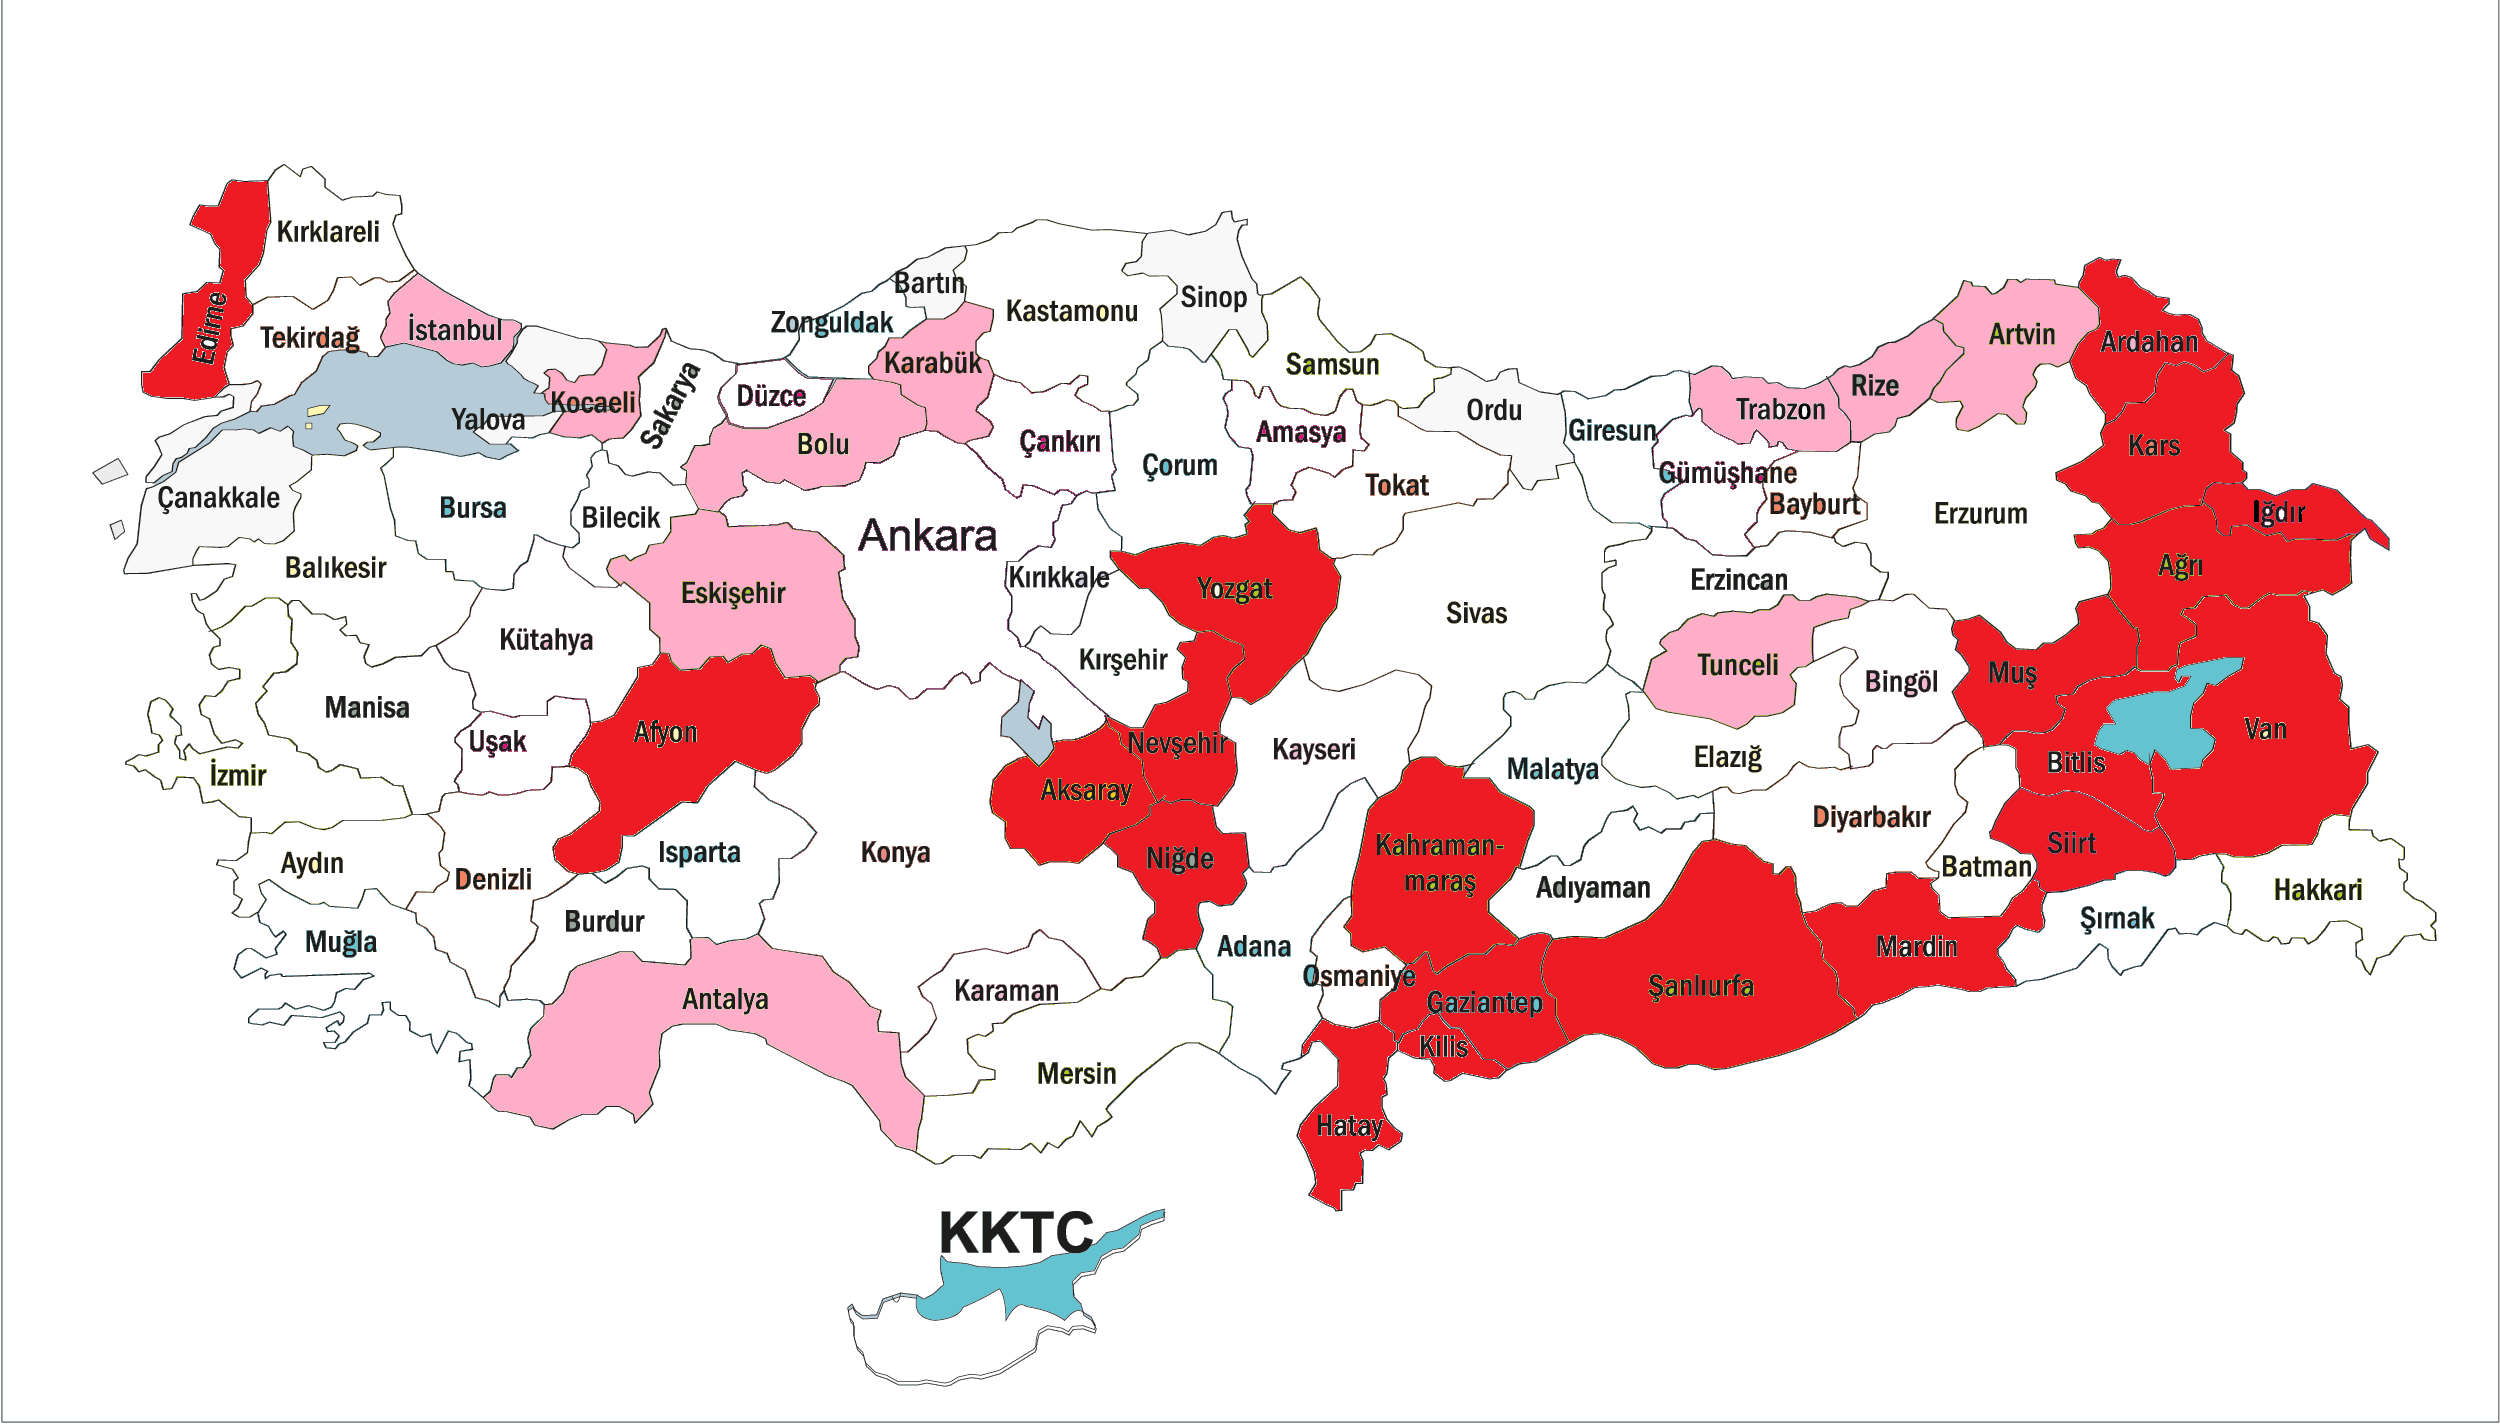 Kırklareli
Edirne
Tekirdağ
İstanbul
Yalova
Kocaeli
Sakarya
Düzce
Zonguldak
Bartın
Karabük
Bolu
Kastamonu
Sinop
Çankırı
Çorum
Samsun
Amasya
Tokat
Ordu
Giresun
Gümüşhane
Trabzon
Bayburt
Rize
Artvin
Ardahan
Kars
Iğdır
Ağrı
Erzurum
Çanakkale
Balıkesir
Bursa
Bilecik
Eskişehir
Ankara
Kırıkkale
Yozgat
Sivas
Erzincan
Tunceli
Bingöl
Muş
Van
Bitlis
Kütahya
Manisa
İzmir
Uşak
Afyon
Kırşehir
Nevşehir
Aksaray
Kayseri
Malatya
Elazığ
Diyarbakır
Batman
Siirt
Hakkari
Şırnak
Mardin
Şanlıurfa
Adıyaman
Kahraman-
maraş
Niğde
Konya
Isparta
Denizli
Aydın
Muğla
Burdur
Antalya
Karaman
Mersin
Adana
Osmaniye
Gaziantep
Kilis
Hatay
KKTC